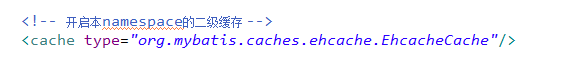 <!-- 开启本namespace的二级缓存 -->
<cache type="org.mybatis.caches.ehcache.EhcacheCache"/>